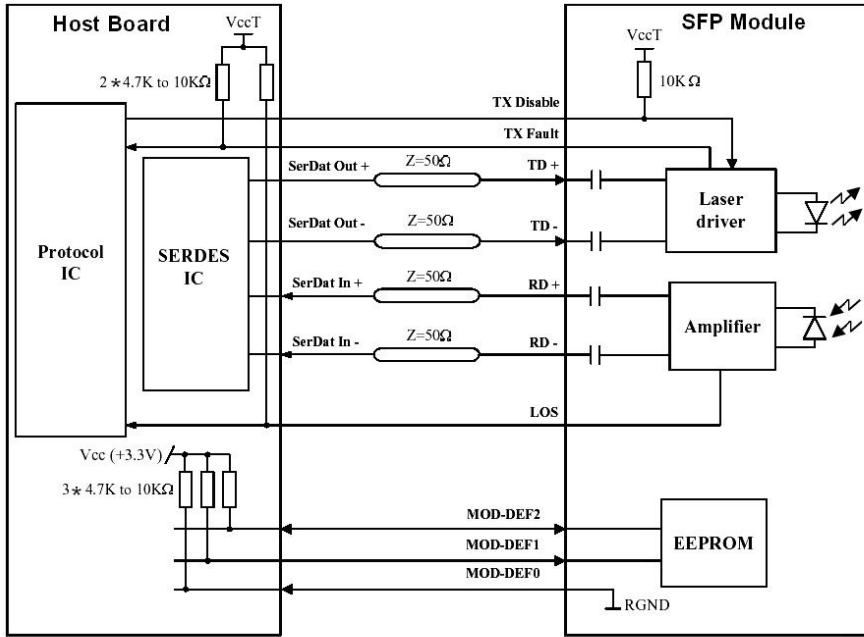 Host Board
SFP Module
VccT
VccT
2 * 4.7K to 10KΩ
10K Ω
TX Disable
TX Fault
SerDat Out +
Z=50Ω
TD +
Laser
driver
SerDat Out -
Z=50Ω
TD -
Protocol
IC
SERDES
IC
SerDat In +
Z=50Ω
RD +
Amplifier
SerDat In -
Z=50Ω
RD -
LOS
Vcc (+3.3V)
3 * 4.7K to 10KΩ
MOD-DEF2
MOD-DEF1
EEPROM
MOD-DEF0
RGND